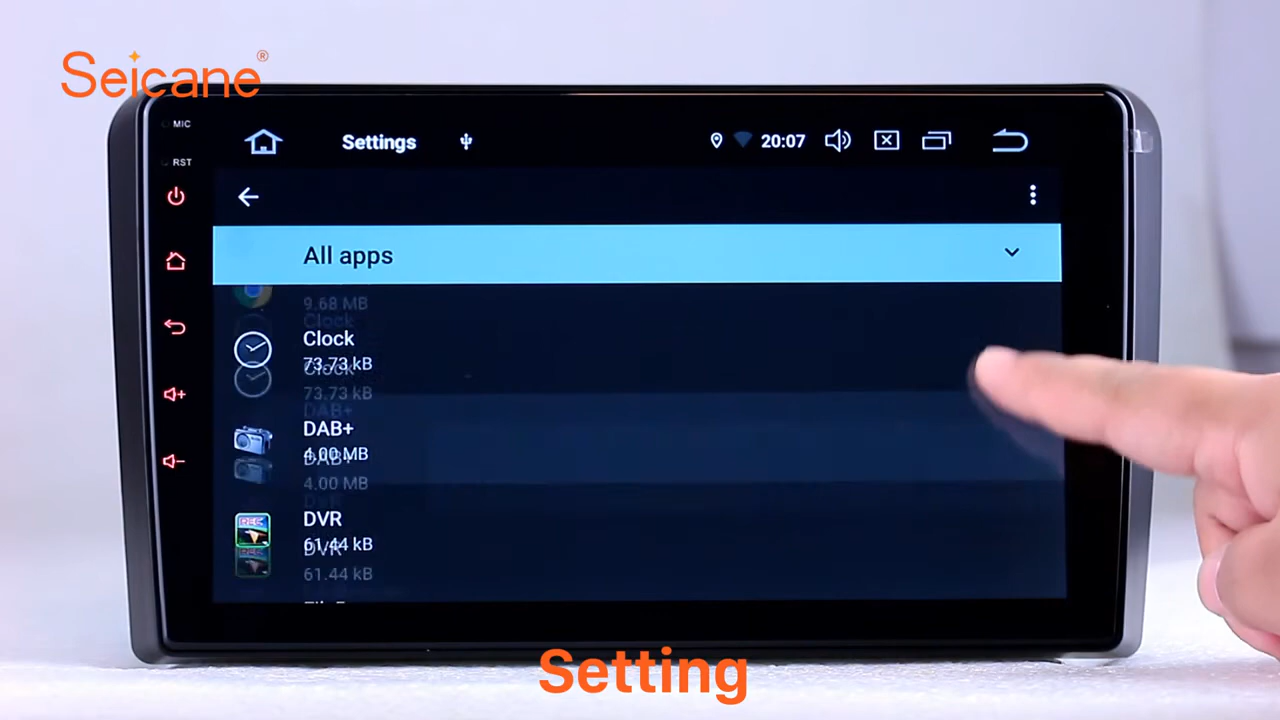 Seicane®
MIC
Settings
20:07
RST
All apps
9.68 MB
Clock
73.73 kB
DAB+
4.00 MB
DVR
REC
61.44 kB
Setting